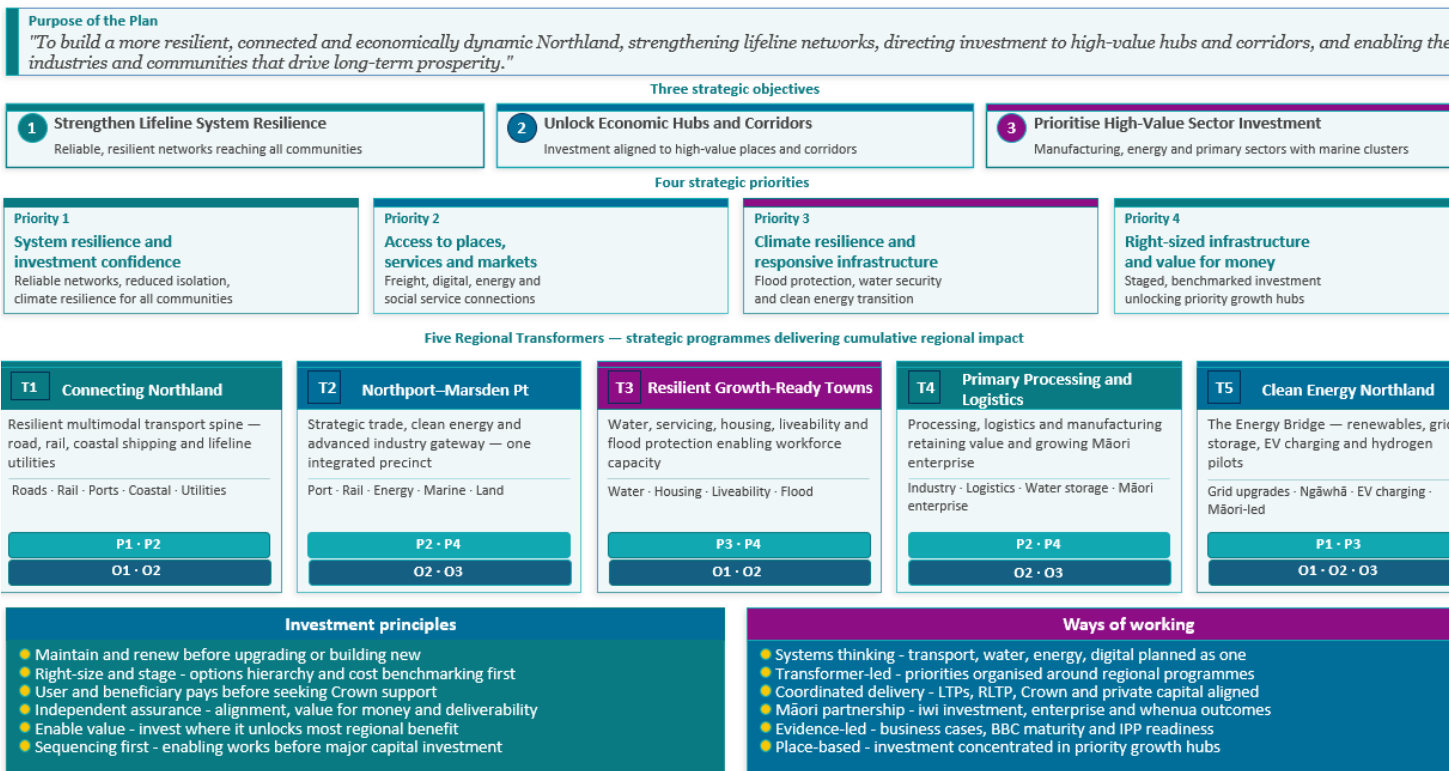 Purpose of the Plan
"To build a more resilient, connected and economically dynamic Northland, strengthening lifeline networks, directing investment to high-value hubs and corridors, and enabling the
industries and communities that drive long-term prosperity."
Three strategic objectives
1 Strengthen Lifeline System Resilience
Reliable, resilient networks reaching all communities
2 Unlock Economic Hubs and Corridors
Investment aligned to high-value places and corridors
3 Prioritise High-Value Sector Investment
Manufacturing, energy and primary sectors with marine clusters
Four strategic priorities
Priority 1
System resilience and
investment confidence
Reliable networks, reduced isolation,
climate resilience for all communities
Priority 2
Access to places,
services and markets
Freight, digital, energy and
social service connections
Priority 3
Climate resilience and
responsive infrastructure
Flood protection, water security
and clean energy transition
Priority 4
Right-sized infrastructure
and value for money
Staged, benchmarked investment
unlocking priority growth hubs
Five Regional Transformers — strategic programmes delivering cumulative regional impact
T1 Connecting Northland
Resilient multimodal transport spine —
road, rail, coastal shipping and lifeline
utilities
Roads · Rail · Ports · Coastal · Utilities
P1 · P2
O1 · O2
T2 Northport–Marsden Pt
Strategic trade, clean energy and
advanced industry gateway — one
integrated precinct
Port · Rail · Energy · Marine · Land
P2 · P4
O2 · O3
T3 Resilient Growth-Ready Towns
Water, servicing, housing, liveability and
flood protection enabling workforce
capacity
Water · Housing · Liveability · Flood
P3 · P4
O1 · O2
T4 Primary Processing and
Logistics
Processing, logistics and manufacturing
retaining value and growing Māori
enterprise
Industry · Logistics · Water storage · Māori
enterprise
P2 · P4
O2 · O3
T5 Clean Energy Northland
The Energy Bridge — renewables,
storage, EV charging and hydrogen
pilots
Grid upgrades · Ngāwhā · EV charging ·
Māori-led
P1 · P3
O1 · O2 · O3
Investment principles
Maintain and renew before upgrading or building new
Right-size and stage - options hierarchy and cost benchmarking first
User and beneficiary pays before seeking Crown support
Independent assurance - alignment, value for money and deliverability
Enable value - invest where it unlocks most regional benefit
Sequencing first - enabling works before major capital investment
Ways of working
Systems thinking - transport, water, energy, digital planned as one
Transformer-led - priorities organised around regional programmes
Coordinated delivery - LTPs, RLTP, Crown and private capital aligned
Māori partnership - iwi investment, enterprise and whenua outcomes
Evidence-led - business cases, BBC maturity and IPP readiness
Place-based - investment concentrated in priority growth hubs